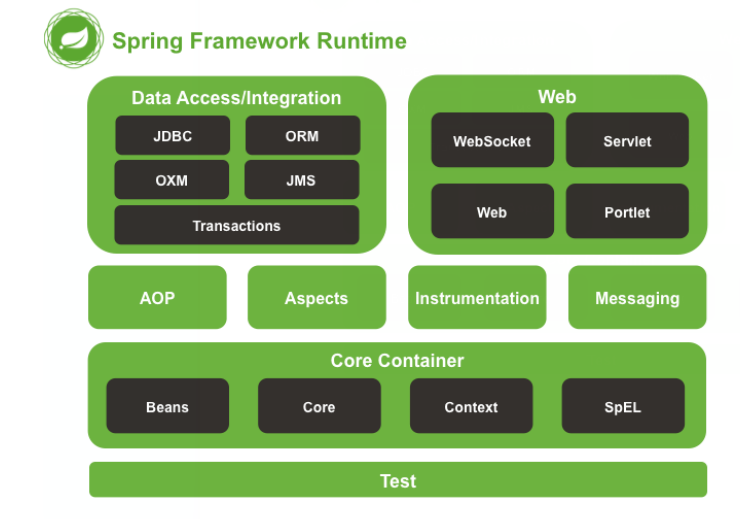 Spring Framework Runtime
Data Access/Integration
JDBC
ORM
OXM
JMS
Transactions
Web
WebSocket
Servlet
Web
Portlet
AOP
Aspects
Instrumentation
Messaging
Core Container
Beans
Core
Context
SpEL
Test